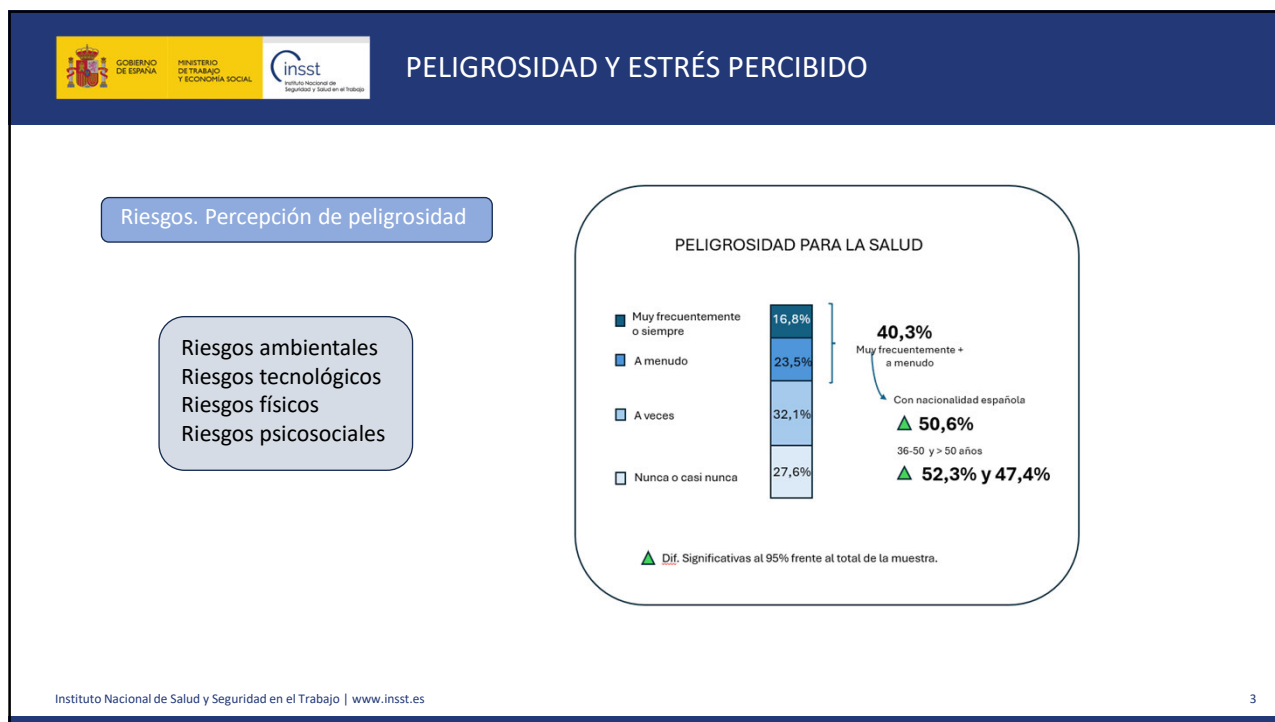 GOBIERNO
DE ESPAÑA
MINISTERIO
DE TRABAJO
Y ECONOMÍA SOCIAL
insst
Instituto Nacional de
Seguridad y Salud en el Trabajo
PELIGROSIDAD Y ESTRÉS PERCIBIDO
Riesgos. Percepción de peligrosidad
Riesgos ambientales
Riesgos tecnológicos
Riesgos físicos
Riesgos psicosociales
PELIGROSIDAD PARA LA SALUD
Muy frecuentemente
o siempre
16,8%
A menudo
23,5%
A veces
32,1%
Nunca o casi nunca
27,6%
40,3%
Muy frecuentemente +
a menudo
Con nacionalidad española
50,6%
36-50 y > 50 años
52,3% y 47,4%
Dif. Significativas al 95% frente al total de la muestra.
Instituto Nacional de Salud y Seguridad en el Trabajo | www.insst.es
3